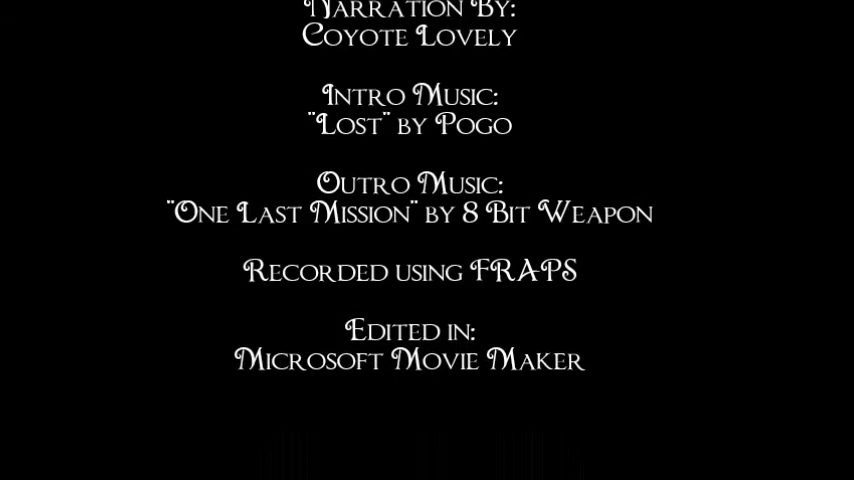 Narration By:
Coyote Lovely
Intro Music:
"Lost" by Pogo
Outro Music:
"One Last Mission" by 8 Bit Weapon
Recorded using FRAPS
Edited in:
Microsoft Movie Maker